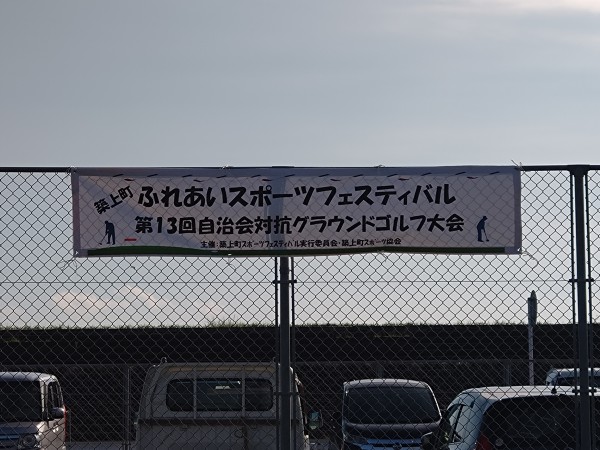 築上町 ふれあいスポーツフェスティバル
第13回自治会対抗グラウンドゴルフ大会
主催:築上町スポーツフェスティバル実行委員会・築上町スポーツ協会